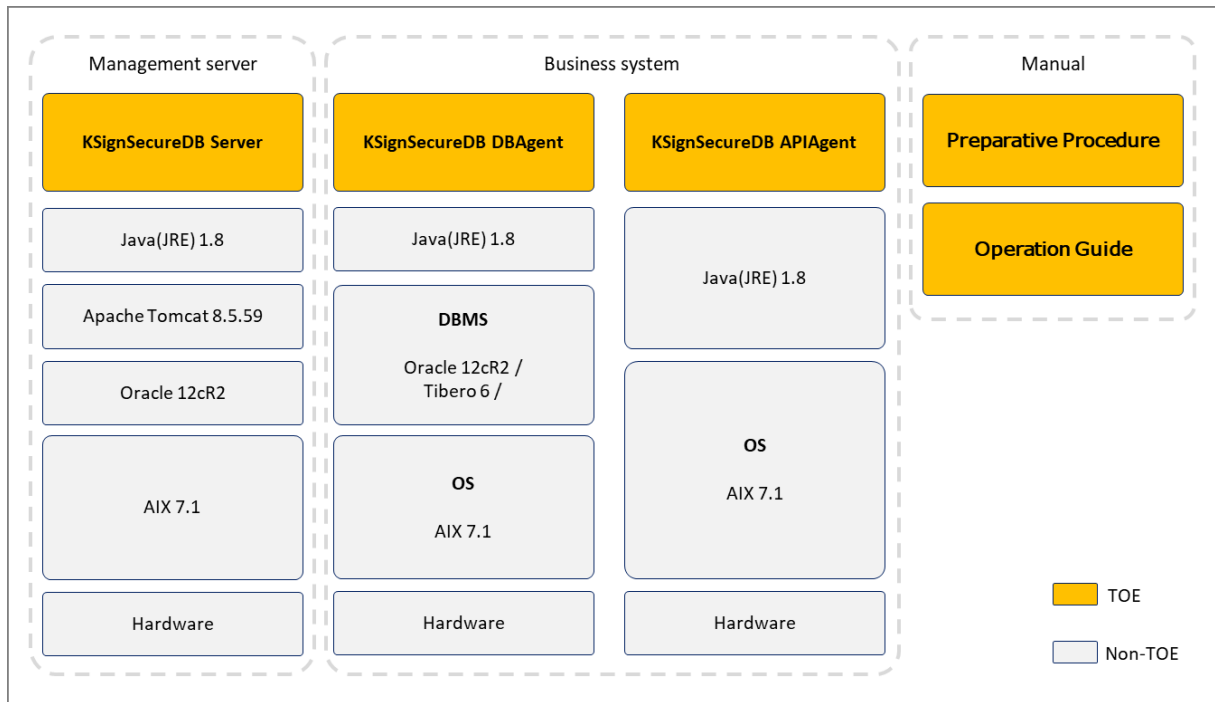 Management server
KSignSecureDB Server
Java(JRE) 1.8
Apache Tomcat 8.5.59
Oracle 12cR2
AIX 7.1
Hardware
Business system
KSignSecureDB DBAgent
Java(JRE) 1.8
DBMS
Oracle 12cR2 /
Tibero 6 /
OS
AIX 7.1
Hardware
KSignSecureDB APIAgent
Java(JRE) 1.8
OS
AIX 7.1
Hardware
Manual
Preparative Procedure
Operation Guide
TOE
Non-TOE